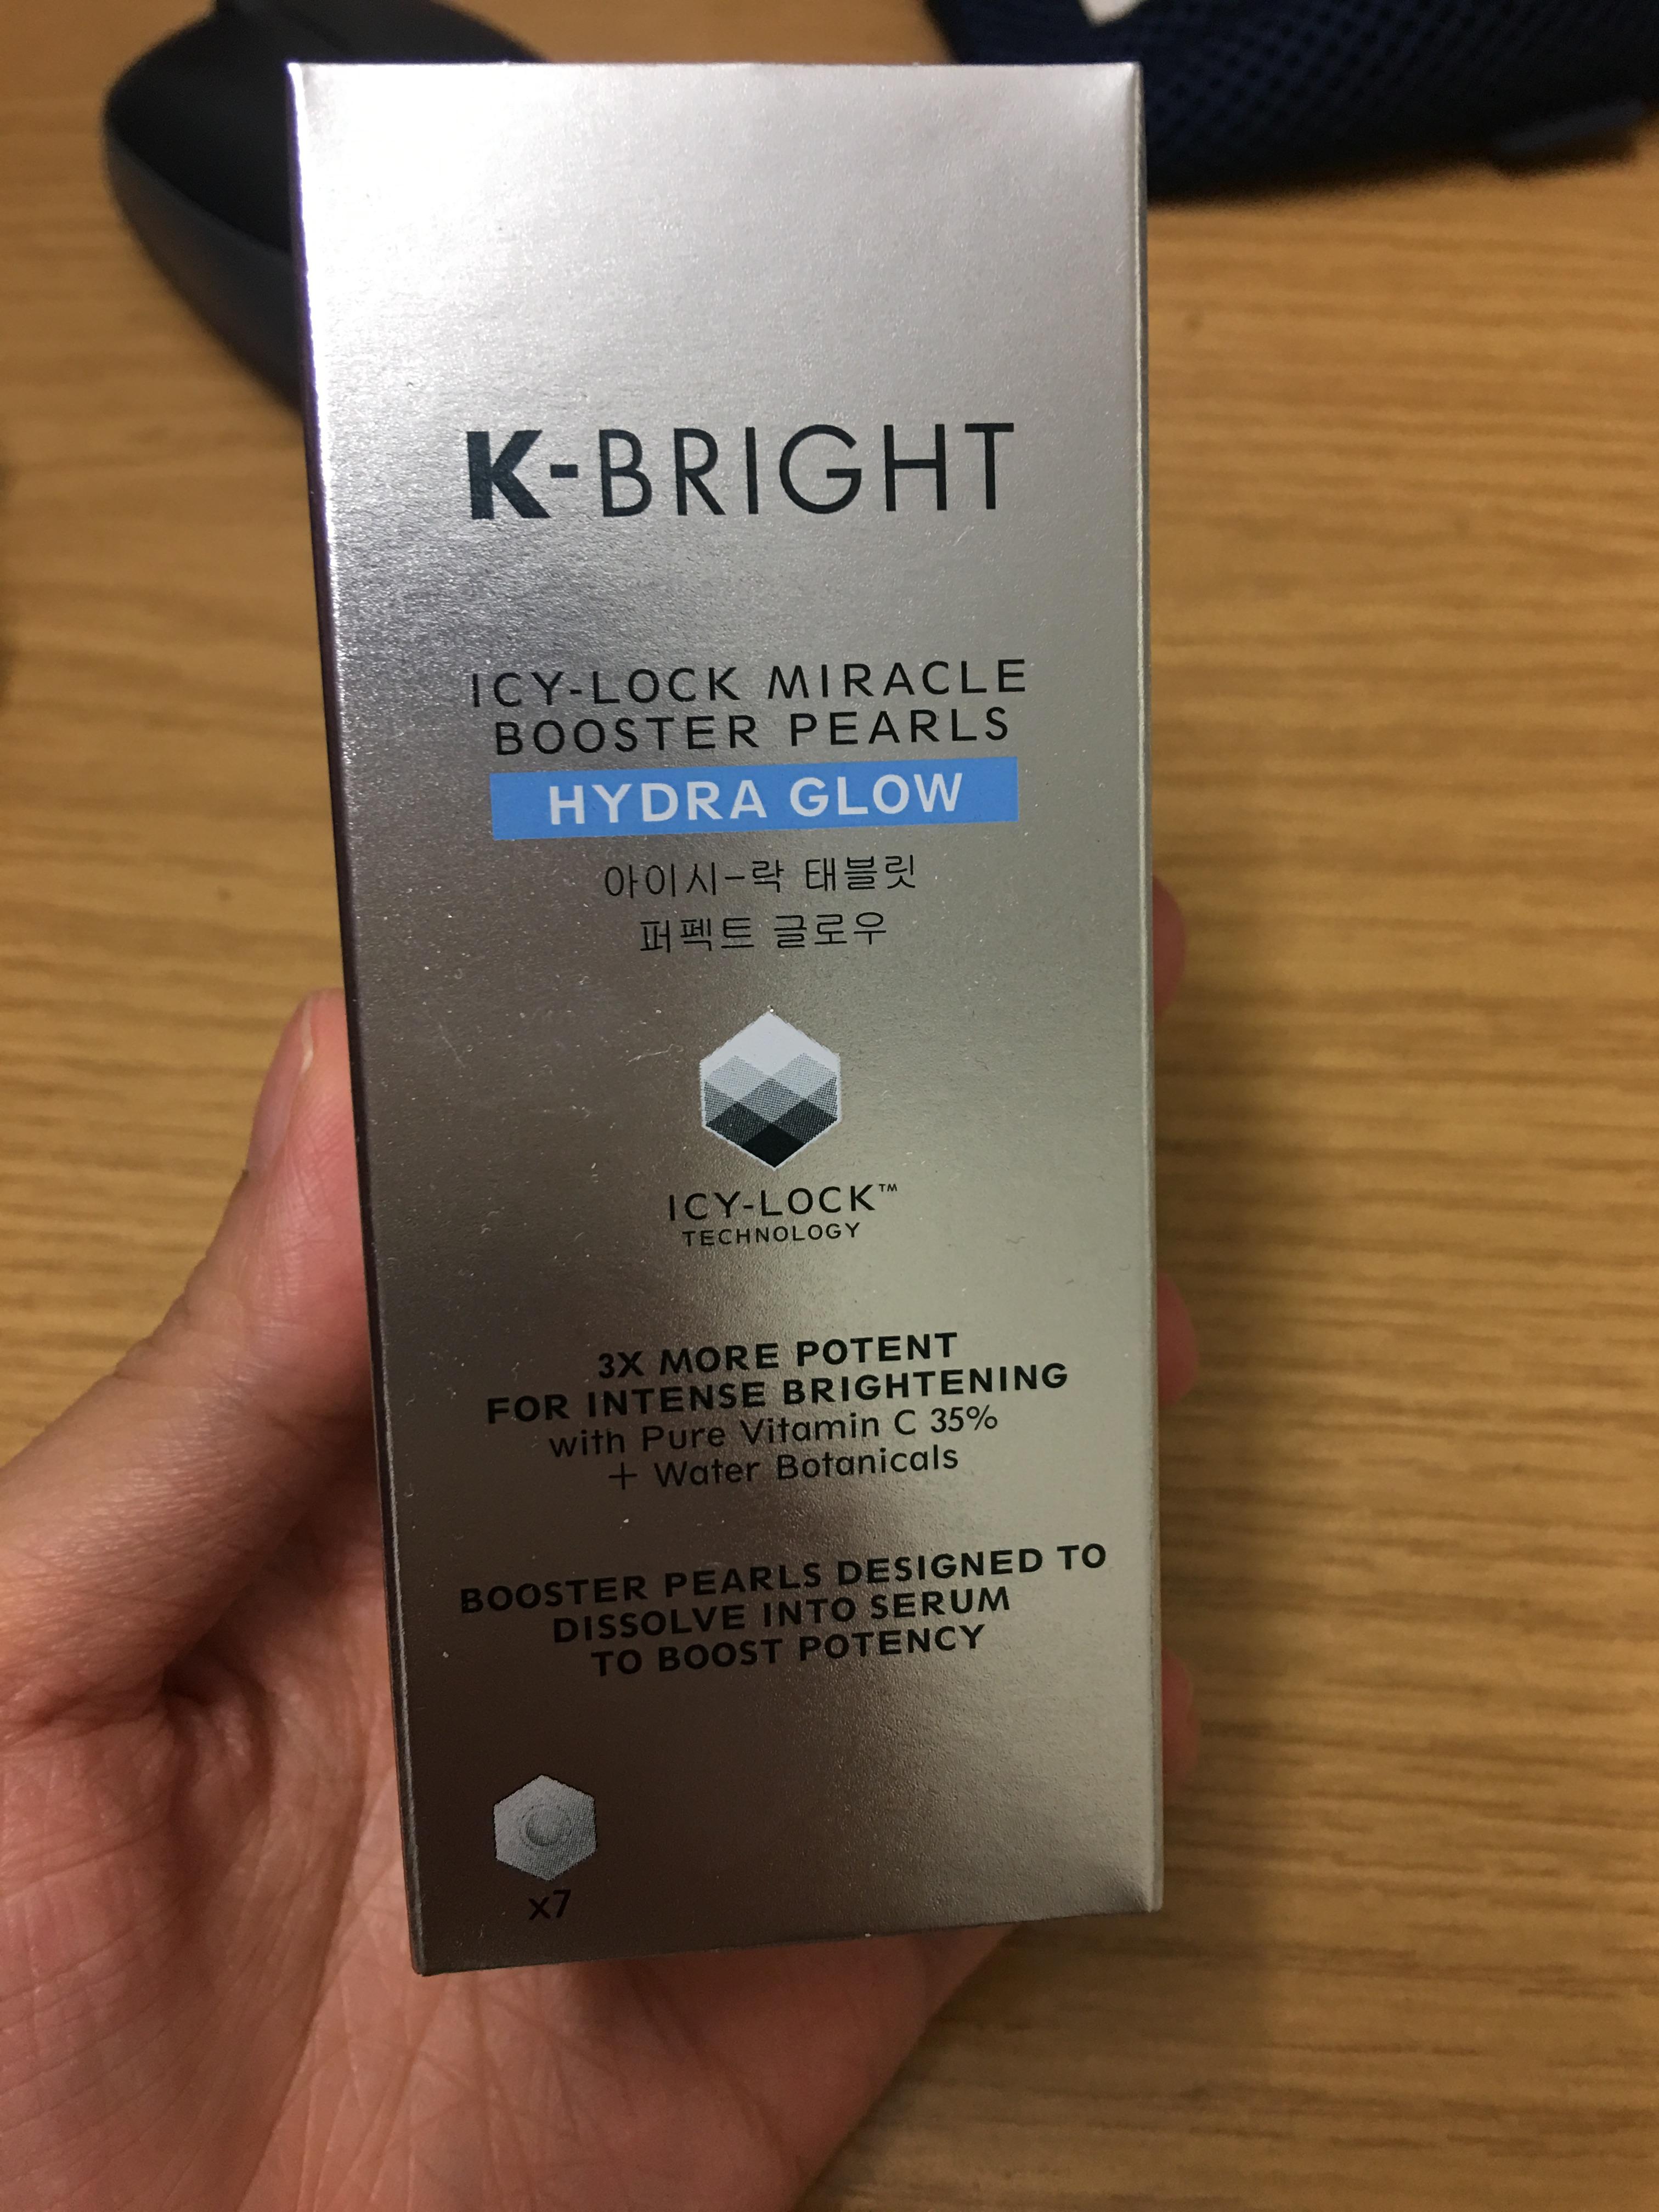 K-BRIGHT
ICY-LOCK MIRACLE
BOOSTER PEARLS
HYDRA GLOW
아이시-락 태블릿
퍼펙트 글로우
ICY-LOCK™
TECHNOLOGY
3X MORE POTENT
FOR INTENSE BRIGHTENING
with Pure Vitamin C 35%
+ Water Botanicals
BOOSTER PEARLS DESIGNED TO
DISSOLVE INTO SERUM
TO BOOST POTENCY
x7